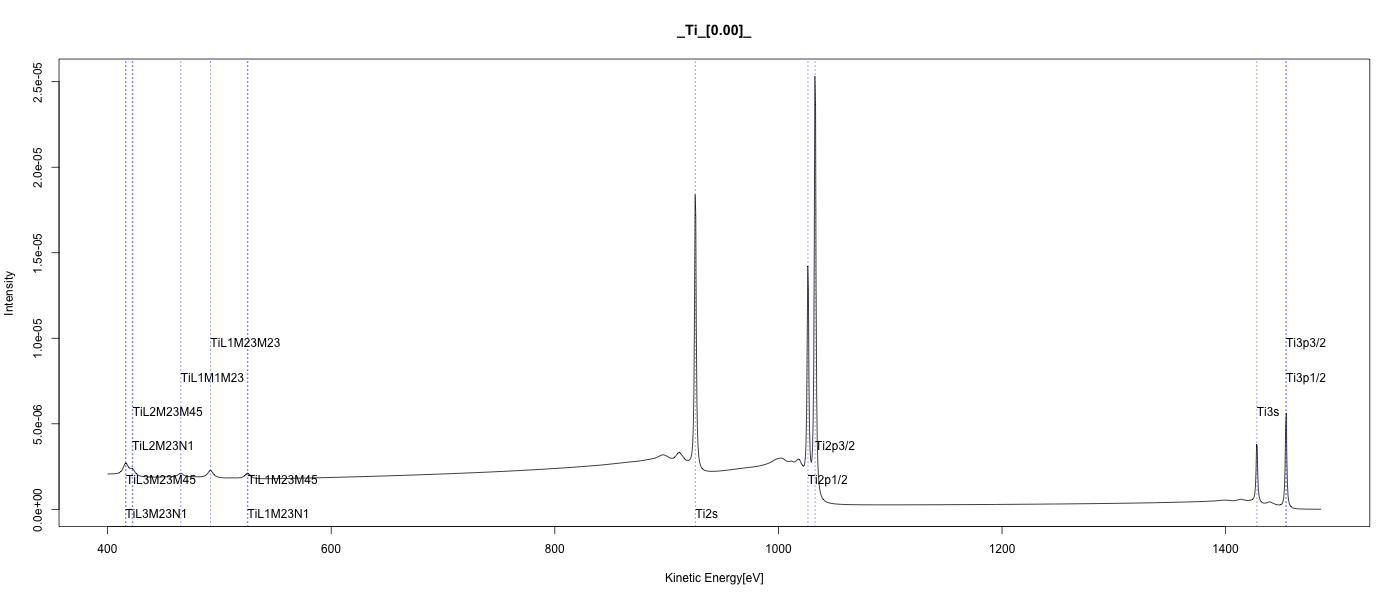 _Ti_[0.00]_
Intensity
2.5e-05
2.0e-05
1.5e-05
1.0e-05
5.0e-06
0.0e+00
TiL1M23M23
Ti3p3/2
TiL1M1M23
Ti3p1/2
TiL2M23M45
Ti3s
TiL2M23N1
Ti2p3/2
TiL3M23M45
TiL1M23M45
Ti2p1/2
TiL3M23N1
TiL1M23N1
Ti2s
400
600
800
1000
1200
1400
Kinetic Energy[eV]